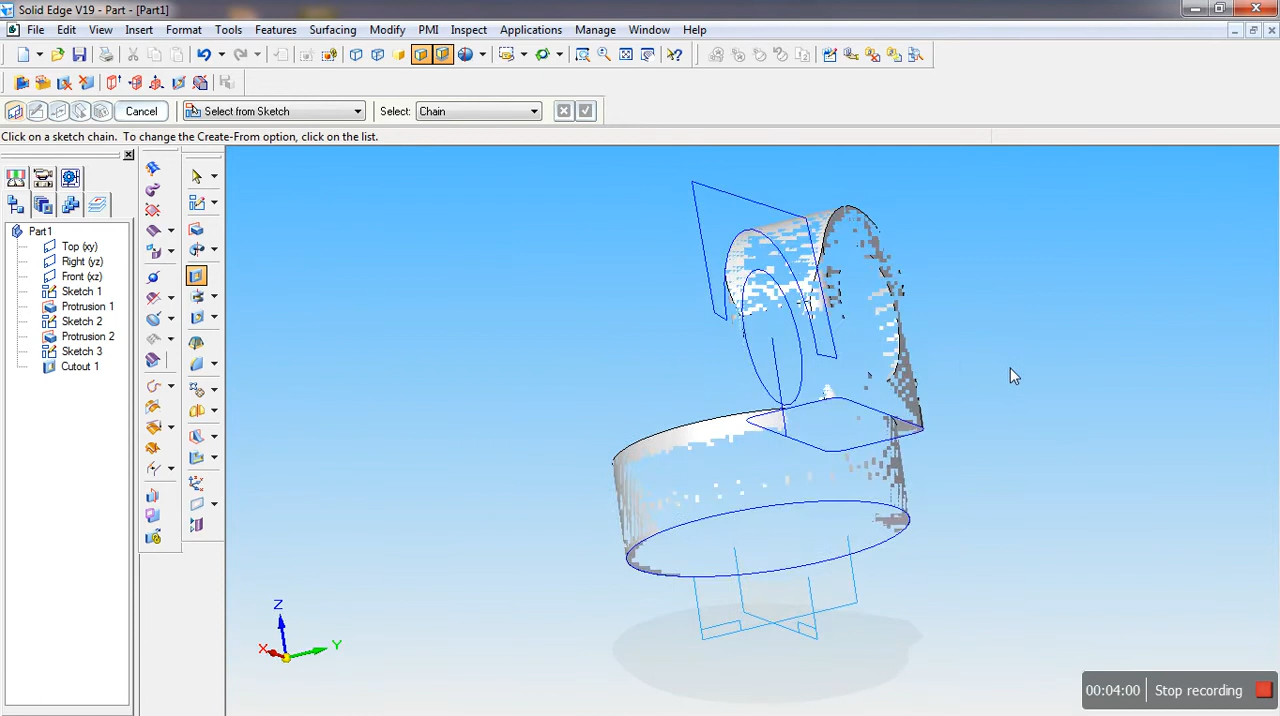 Solid Edge V19 - Part - [Part1]
File Edit View Insert Format Tools Features Surfacing Modify PMI Inspect Applications Manage Window Help
Cancel Select from Sketch Select: Chain
Click on a sketch chain. To change the Create-From option, click on the list.
Part1
Top (xy)
Right (yz)
Front (xz)
Sketch 1
Protrusion 1
Sketch 2
Protrusion 2
Sketch 3
Cutout 1
Z
X
Y
00:04:00 Stop recording